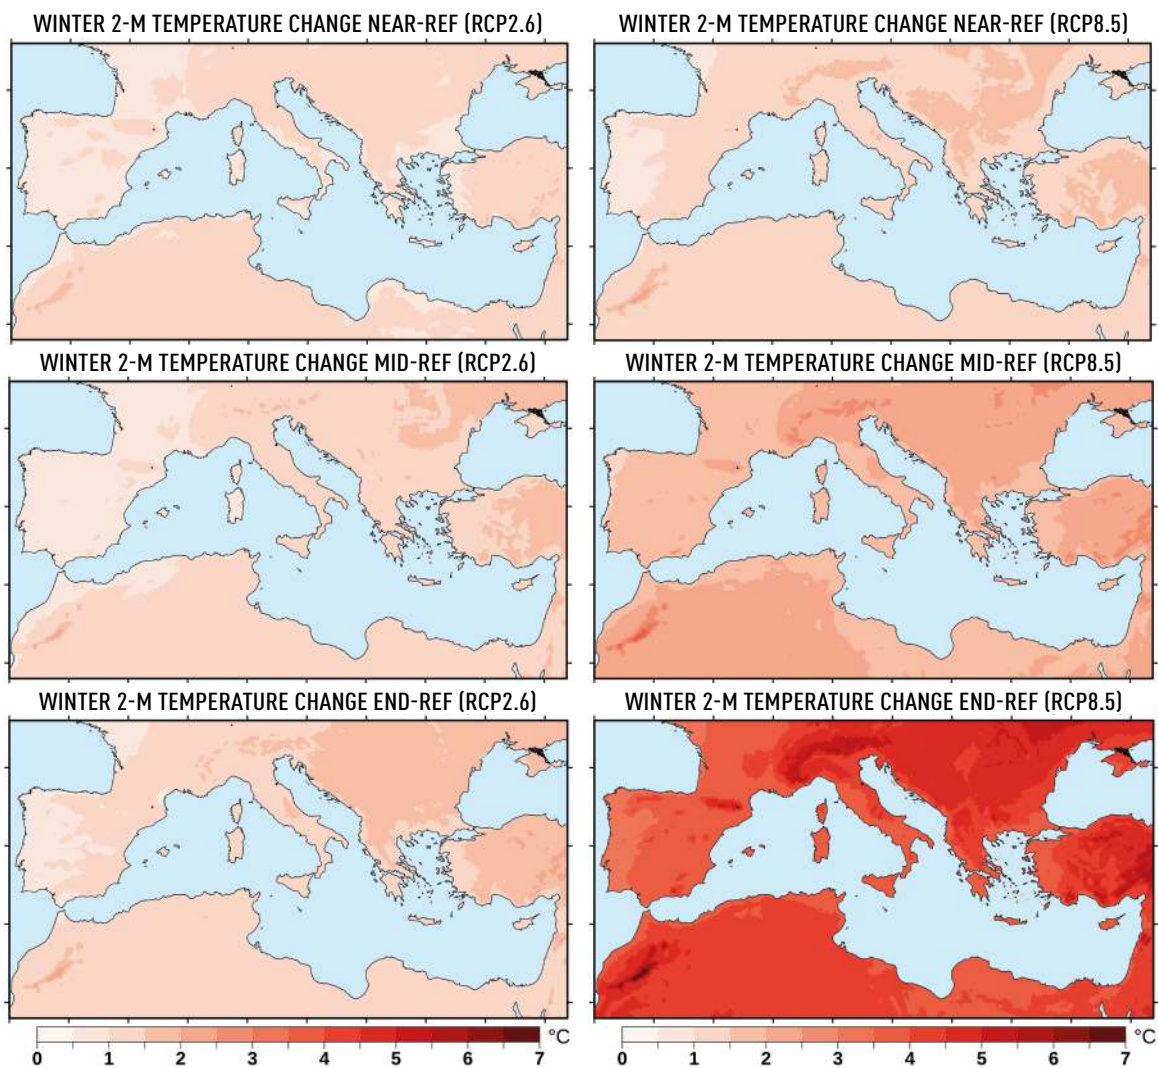 WINTER 2-M TEMPERATURE CHANGE NEAR-REF (RCP2.6)
WINTER 2-M TEMPERATURE CHANGE NEAR-REF (RCP8.5)
WINTER 2-M TEMPERATURE CHANGE MID-REF (RCP2.6)
WINTER 2-M TEMPERATURE CHANGE MID-REF (RCP8.5)
WINTER 2-M TEMPERATURE CHANGE END-REF (RCP2.6)
WINTER 2-M TEMPERATURE CHANGE END-REF (RCP8.5)
°C
0 1 2 3 4 5 6 7
°C
0 1 2 3 4 5 6 7